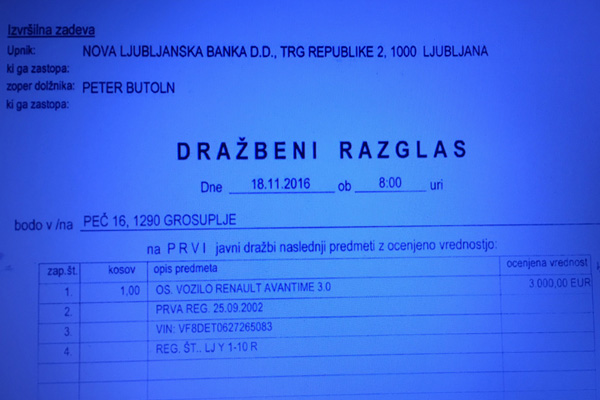 Izvršilna zadeva
Upnik: NOVA LJUBLJANSKA BANKA D.D., TRG REPUBLIKE 2, 1000 LJUBLJANA
ki ga zastopa:
zoper dolžnika: PETER BUTOLN
ki ga zastopa:
DRAŽBENI RAZGLAS
Dne 18.11.2016 ob 8:00 uri
bodo v /na PEČ 16, 1290 GROSUPLJE
na PRVI javni dražbi naslednji predmeti z ocenjeno vrednostjo:
zap.št. kosov opis predmeta ocenjena vrednost
1. 1,00 OS. VOZILO RENAULT AVANTIME 3.0 3.000,00 EUR
2. PRVA REG. 25.09.2002
3. VIN: VF8DET0627265083
4. REG. ŠT.. LJ Y 1-10 R